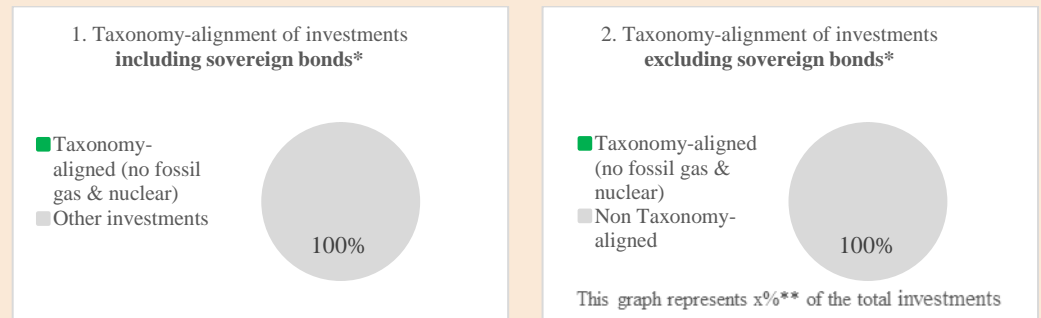 1. Taxonomy-alignment of investments
including sovereign bonds*
Taxonomy-
aligned (no fossil
gas & nuclear)
Other investments
100%
2. Taxonomy-alignment of investments
excluding sovereign bonds*
Taxonomy-aligned
(no fossil gas &
nuclear)
Non Taxonomy-
aligned
100%
This graph represents x%** of the total investments